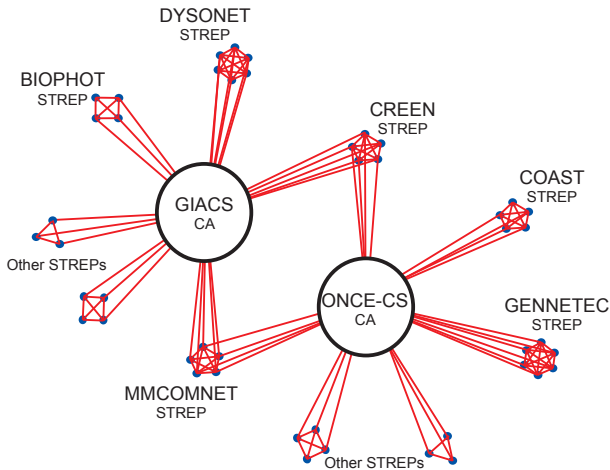 DYSONET
STREP
BIOPHOT
STREP
CREEN
STREP
COAST
STREP
GIACS
CA
Other STREPs
ONCE-CS
CA
GENNETEC
STREP
MMCOMNET
STREP
Other STREPs